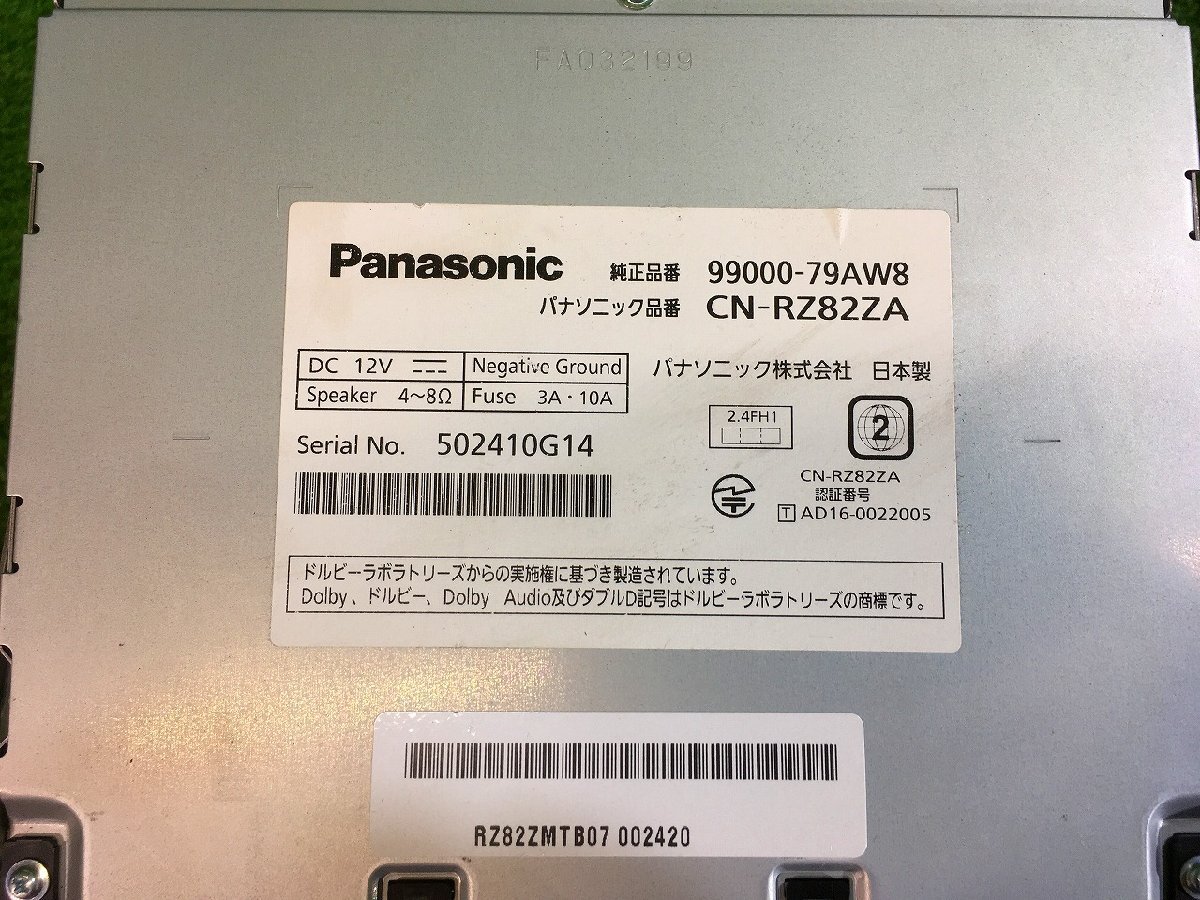 FA032199
Panasonic 純正品番 99000-79AW8
パナソニック品番 CN-RZ82ZA
DC 12V Negative Ground
Speaker 4~8Ω Fuse 3A・10A
パナソニック株式会社 日本製
2.4FH1
2
Serial No. 502410G14
CN-RZ82ZA
認証番号
T AD16-0022005
ドルビーラボラトリーズからの実施権に基づき製造されています。
Dolby、ドルビー、Dolby Audio及びダブルD記号はドルビーラボラトリーズの商標です。
RZ82ZMTB07 002420